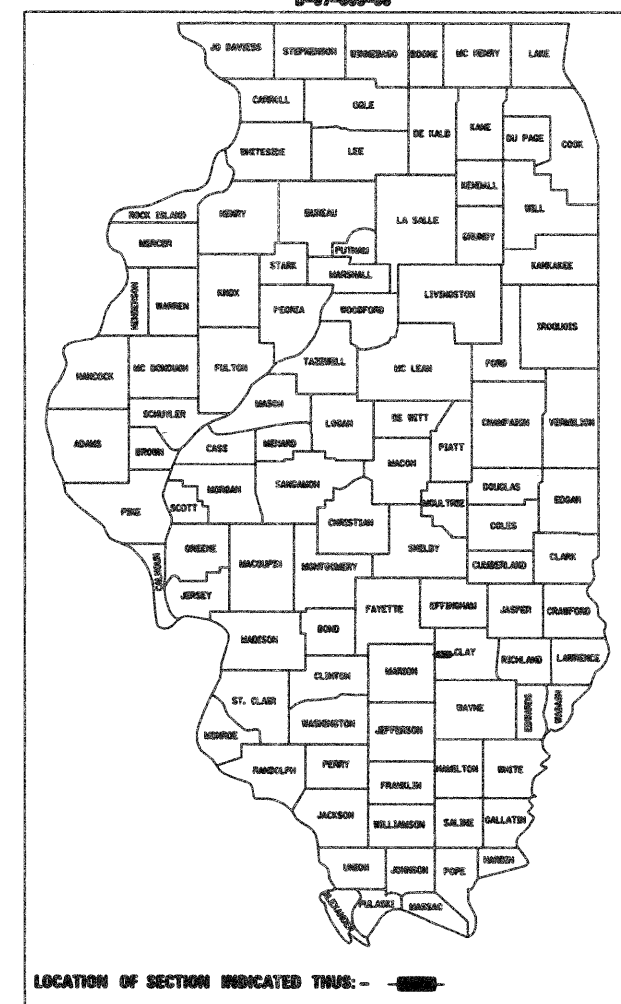 JO DAVIESS STEPHENSON WINNEBAGO BOONE MC HENRY LAKE
CARROLL OGLE DE KALB KANE DU PAGE COOK
WHITESIDE LEE
KENDALL
ROCK ISLAND HENRY BUREAU LA SALLE WILL
MERCER PUTNAM GRUNDY
STARK MARSHALL KANKAKEE
HENDERSON WARREN KNOX PEORIA WOODFORD LIVINGSTON
IROQUOIS
HANCOCK MC DONOUGH FULTON TAZEWELL MC LEAN FORD
MASON
SCHUYLER LOGAN DE WITT CHAMPAIGN VERMILION
ADAMS BROWN CASS MENARD PIATT
MACON
MORGAN SANGAMON DOUGLAS
PIKE SCOTT CHRISTIAN MOULTRIE EDGAR
COLES
GREENE MACOUPIN MONTGOMERY SHELBY CUMBERLAND CLARK
CALHOUN
JERSEY FAYETTE EFFINGHAM JASPER CRAWFORD
MADISON BOND
CLAY RICHLAND LAWRENCE
CLINTON MARION
ST. CLAIR WAYNE EDWARDS WABASH
MONROE WASHINGTON JEFFERSON
RANDOLPH PERRY HAMILTON WHITE
FRANKLIN
JACKSON WILLIAMSON SALINE GALLATIN
UNION JOHNSON POPE HARDIN
ALEXANDER PULASKI MASSAC
LOCATION OF SECTION INDICATED THUS: -